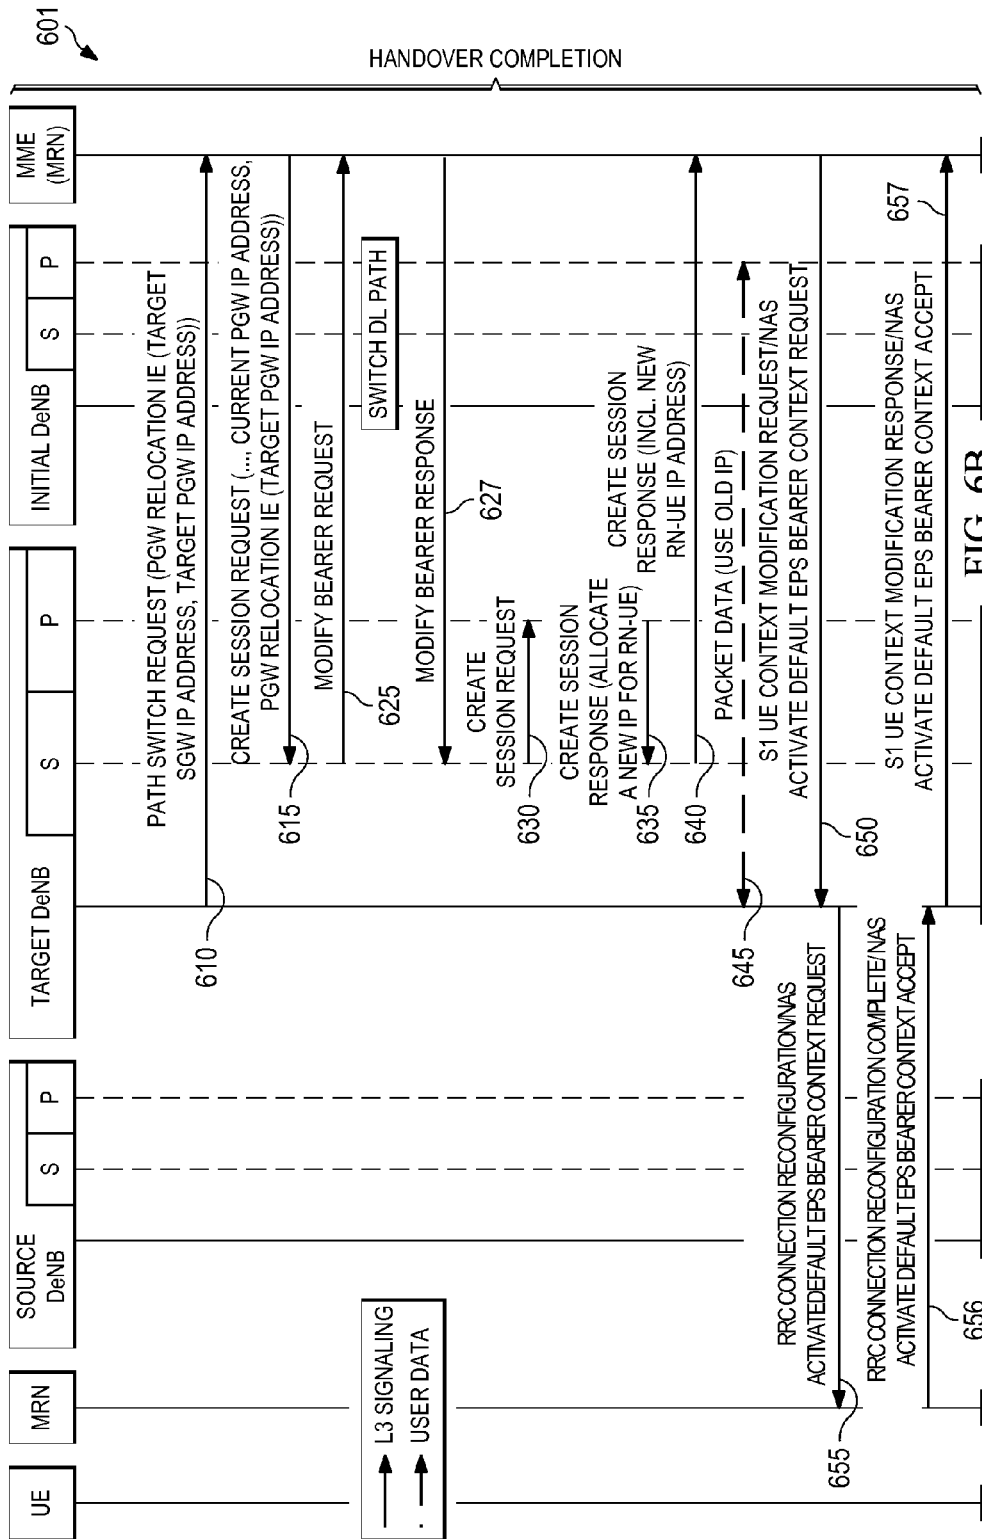 601
HANDOVER COMPLETION
UE
MRN
SOURCE
DeNB
S
P
TARGET DeNB
S
P
INITIAL DeNB
S
P
MME
(MRN)
PATH SWITCH REQUEST (PGW RELOCATION IE (TARGET
SGW IP ADDRESS, TARGET PGW IP ADDRESS))
610
CREATE SESSION REQUEST (..., CURRENT PGW IP ADDRESS,
PGW RELOCATION IE (TARGET PGW IP ADDRESS))
615
MODIFY BEARER REQUEST
625
SWITCH DL PATH
MODIFY BEARER RESPONSE
627
CREATE
SESSION REQUEST
630
CREATE SESSION
RESPONSE (ALLOCATE
A NEW IP FOR RN-UE)
635
CREATE SESSION
RESPONSE (INCL. NEW
RN-UE IP ADDRESS)
640
PACKET DATA (USE OLD IP)
645
S1 UE CONTEXT MODIFICATION REQUEST/NAS
ACTIVATE DEFAULT EPS BEARER CONTEXT REQUEST
650
RRC CONNECTION RECONFIGURATION/NAS
ACTIVATE DEFAULT EPS BEARER CONTEXT REQUEST
655
RRC CONNECTION RECONFIGURATION COMPLETE/NAS
ACTIVATE DEFAULT EPS BEARER CONTEXT ACCEPT
656
S1 UE CONTEXT MODIFICATION RESPONSE/NAS
ACTIVATE DEFAULT EPS BEARER CONTEXT ACCEPT
657
L3 SIGNALING
USER DATA
FIG. 6B